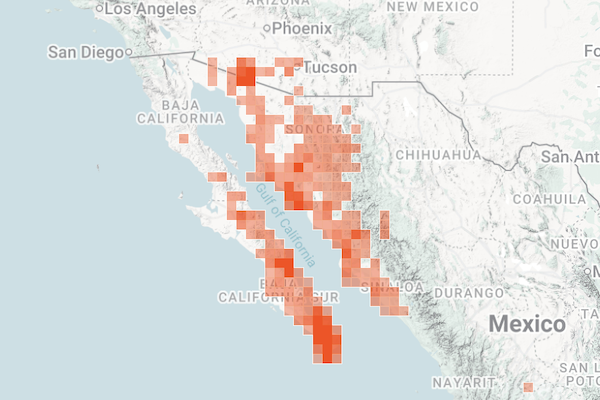 ARIZONA
NEW MEXICO
Los Angeles
Phoenix
San Diego
Tucson
Fo
BAJA
CALIFORNIA
SONORA
CHIHUAHUA
San Ant
COAHUILA
Gulf of California
NUEVO
M
BAJA
CALIFORNIA SUR
SINALOA
DURANGO
Mexico
TA
SAN L
POTO
NAYARIT